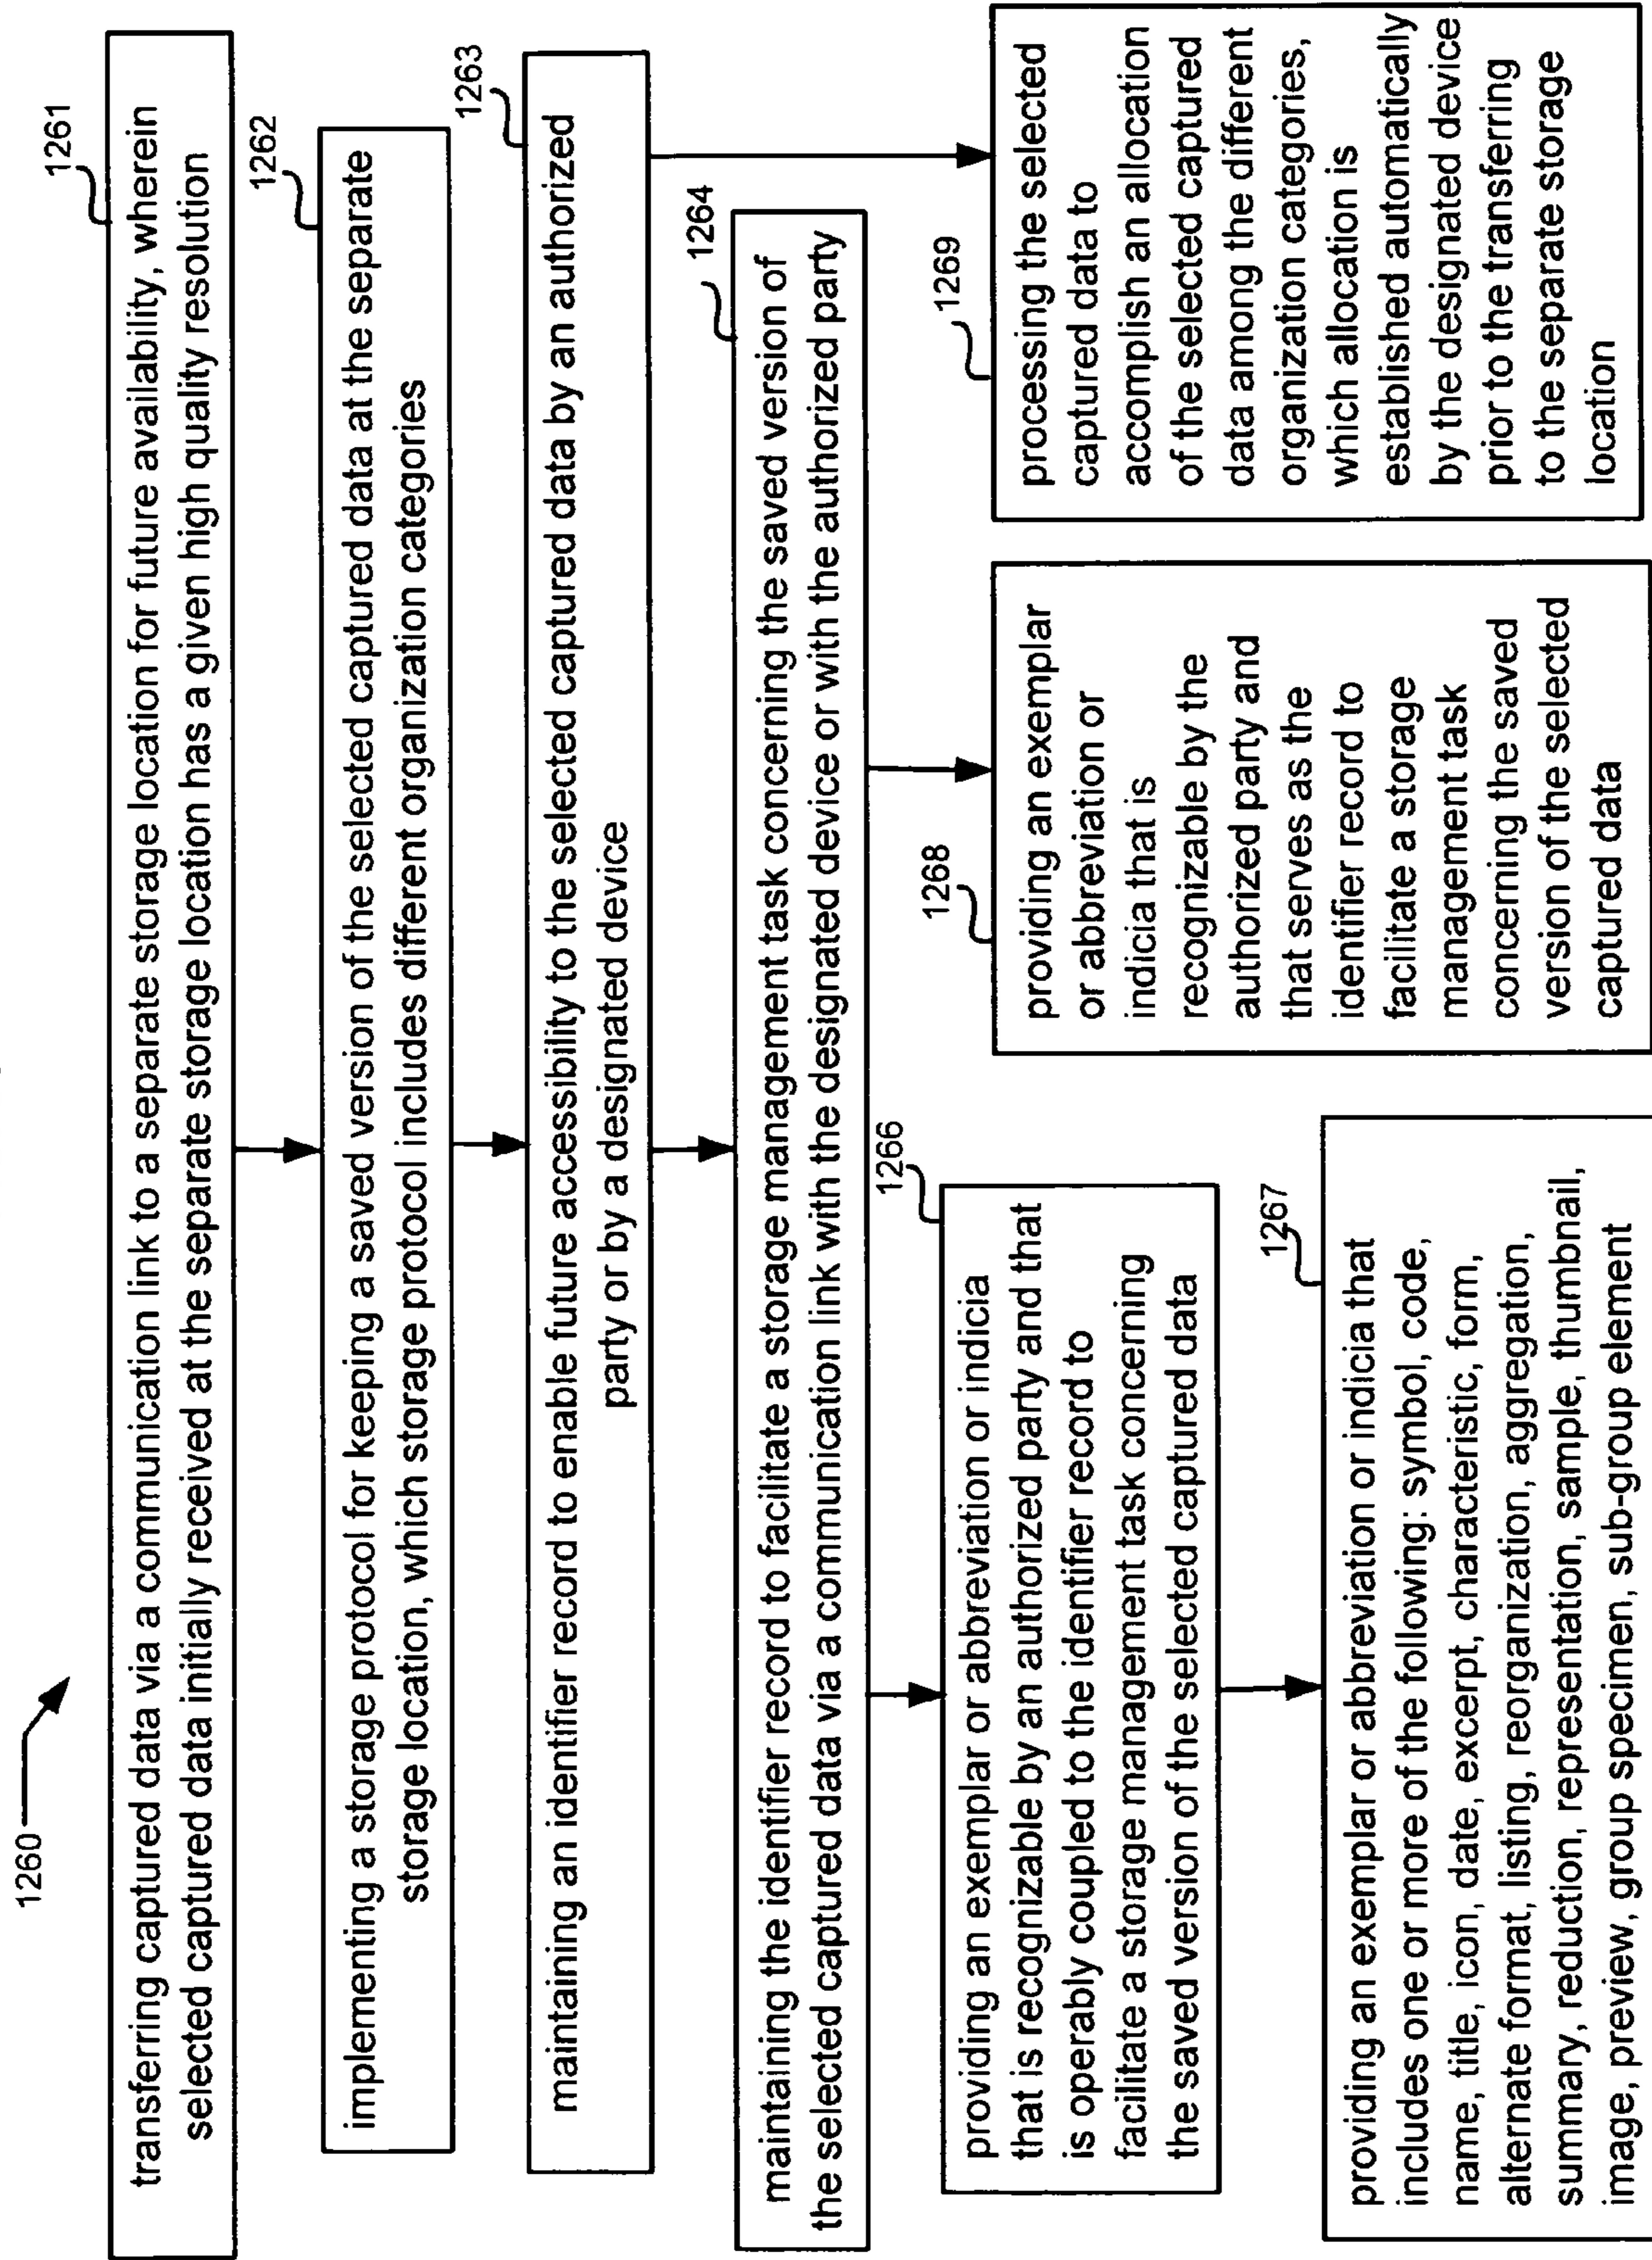 1260
1261
transferring captured data via a communication link to a separate storage location for future availability, wherein
selected captured data initially received at the separate storage location has a given high quality resolution
1262
implementing a storage protocol for keeping a saved version of the selected captured data at the separate
storage location, which storage protocol includes different organization categories
1263
maintaining an identifier record to enable future accessibility to the selected captured data by an authorized
party or by a designated device
1264
maintaining the identifier record to facilitate a storage management task concerning the saved version of
the selected captured data via a communication link with the designated device or with the authorized party
1266
providing an exemplar or abbreviation or indicia
that is recognizable by an authorized party and that
is operably coupled to the identifier record to
facilitate a storage management task concerning
the saved version of the selected captured data
1267
providing an exemplar or abbreviation or indicia that
includes one or more of the following: symbol, code,
name, title, icon, date, excerpt, characteristic, form,
alternate format, listing, reorganization, aggregation,
summary, reduction, representation, sample, thumbnail,
image, preview, group specimen, sub-group element
1268
providing an exemplar
or abbreviation or
indicia that is
recognizable by the
authorized party and
that serves as the
identifier record to
facilitate a storage
management task
concerning the saved
version of the selected
captured data
1269
processing the selected
captured data to
accomplish an allocation
of the selected captured
data among the different
organization categories,
which allocation is
established automatically
by the designated device
prior to the transferring
to the separate storage
location